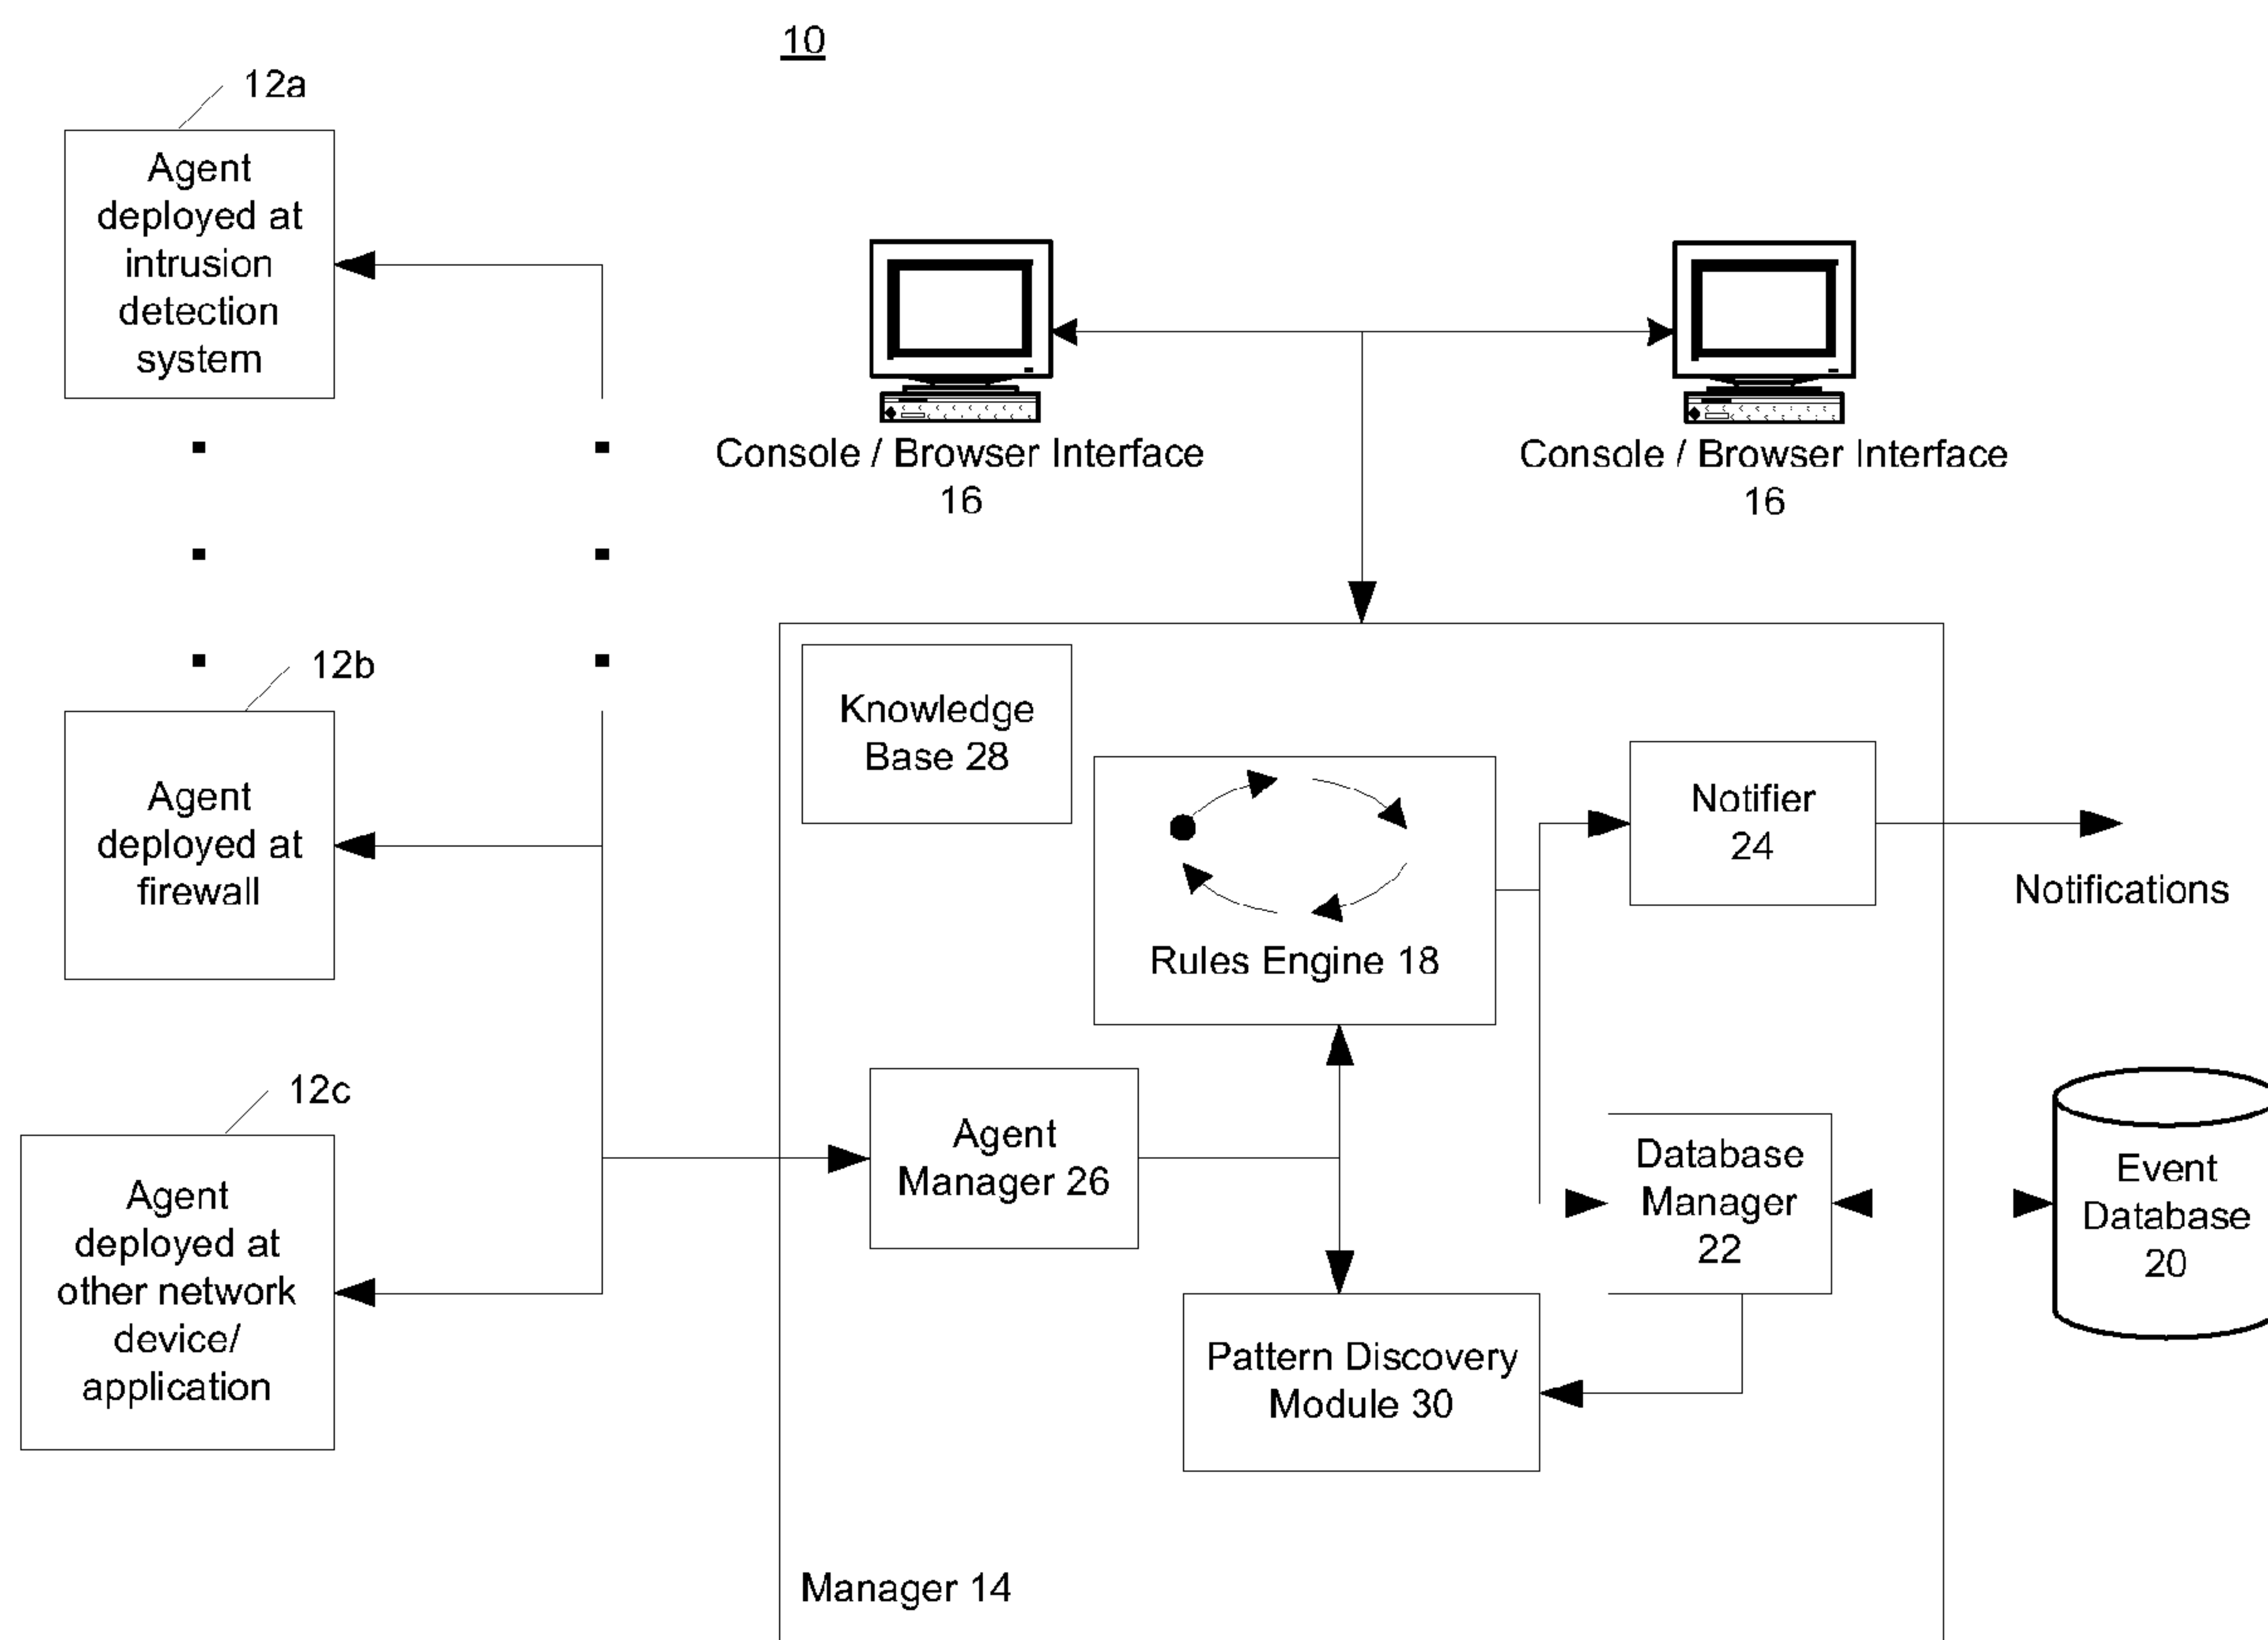 10
12a
Agent
deployed at
intrusion
detection
system
Console / Browser Interface
16
Console / Browser Interface
16
12b
Agent
deployed at
firewall
Knowledge
Base 28
Rules Engine 18
Notifier
24
Notifications
12c
Agent
deployed at
other network
device/
application
Agent
Manager 26
Database
Manager
22
Event
Database
20
Pattern Discovery
Module 30
Manager 14